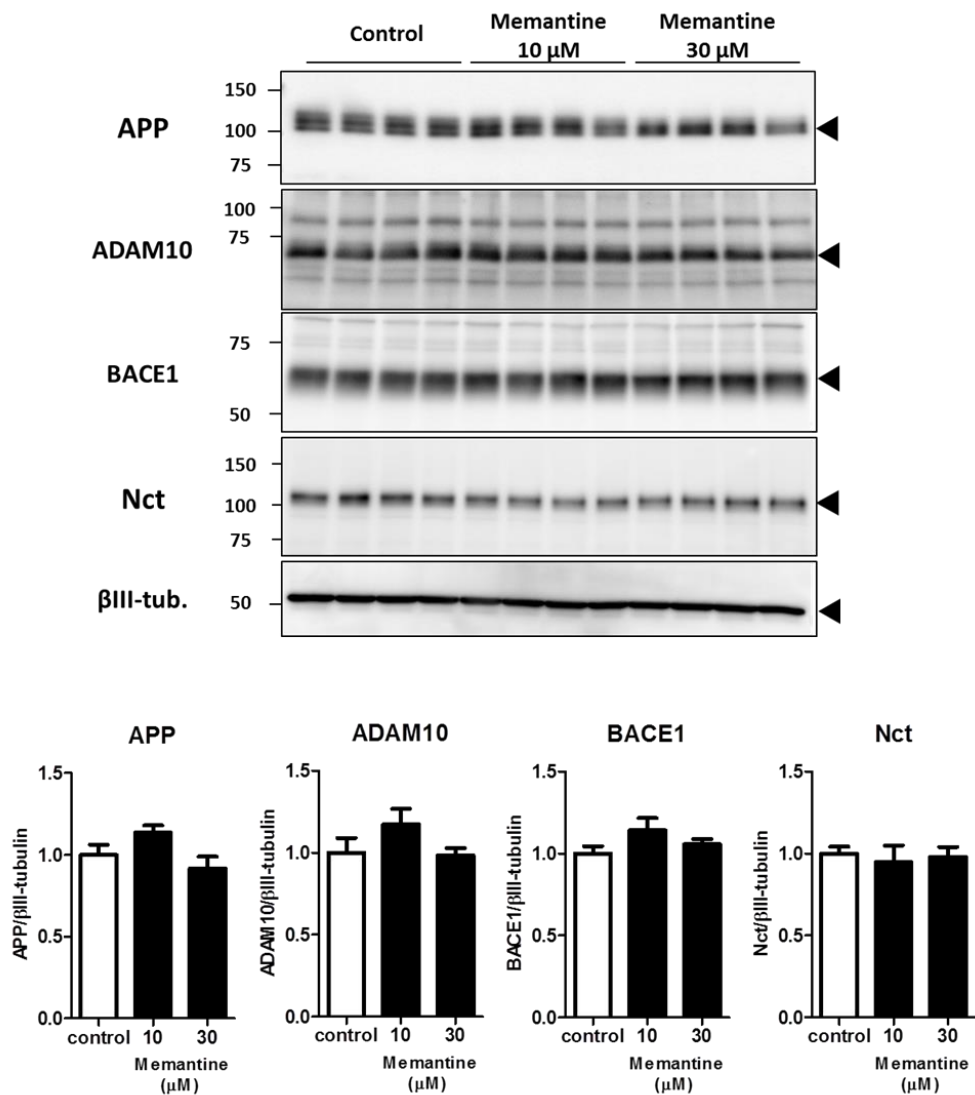 Control
Memantine
10 µM
Memantine
30 µM
APP
150
100
75
ADAM10
100
75
BACE1
75
50
Nct
150
100
75
βIII-tub.
50
APP
APP/βIII-tubulin
1.5
1.0
0.5
0.0
control 10 30
Memantine
(µM)
ADAM10
ADAM10/βIII-tubulin
1.5
1.0
0.5
0.0
control 10 30
Memantine
(µM)
BACE1
BACE1/βIII-tubulin
1.5
1.0
0.5
0.0
control 10 30
Memantine
(µM)
Nct
Nct/βIII-tubulin
1.5
1.0
0.5
0.0
control 10 30
Memantine
(µM)